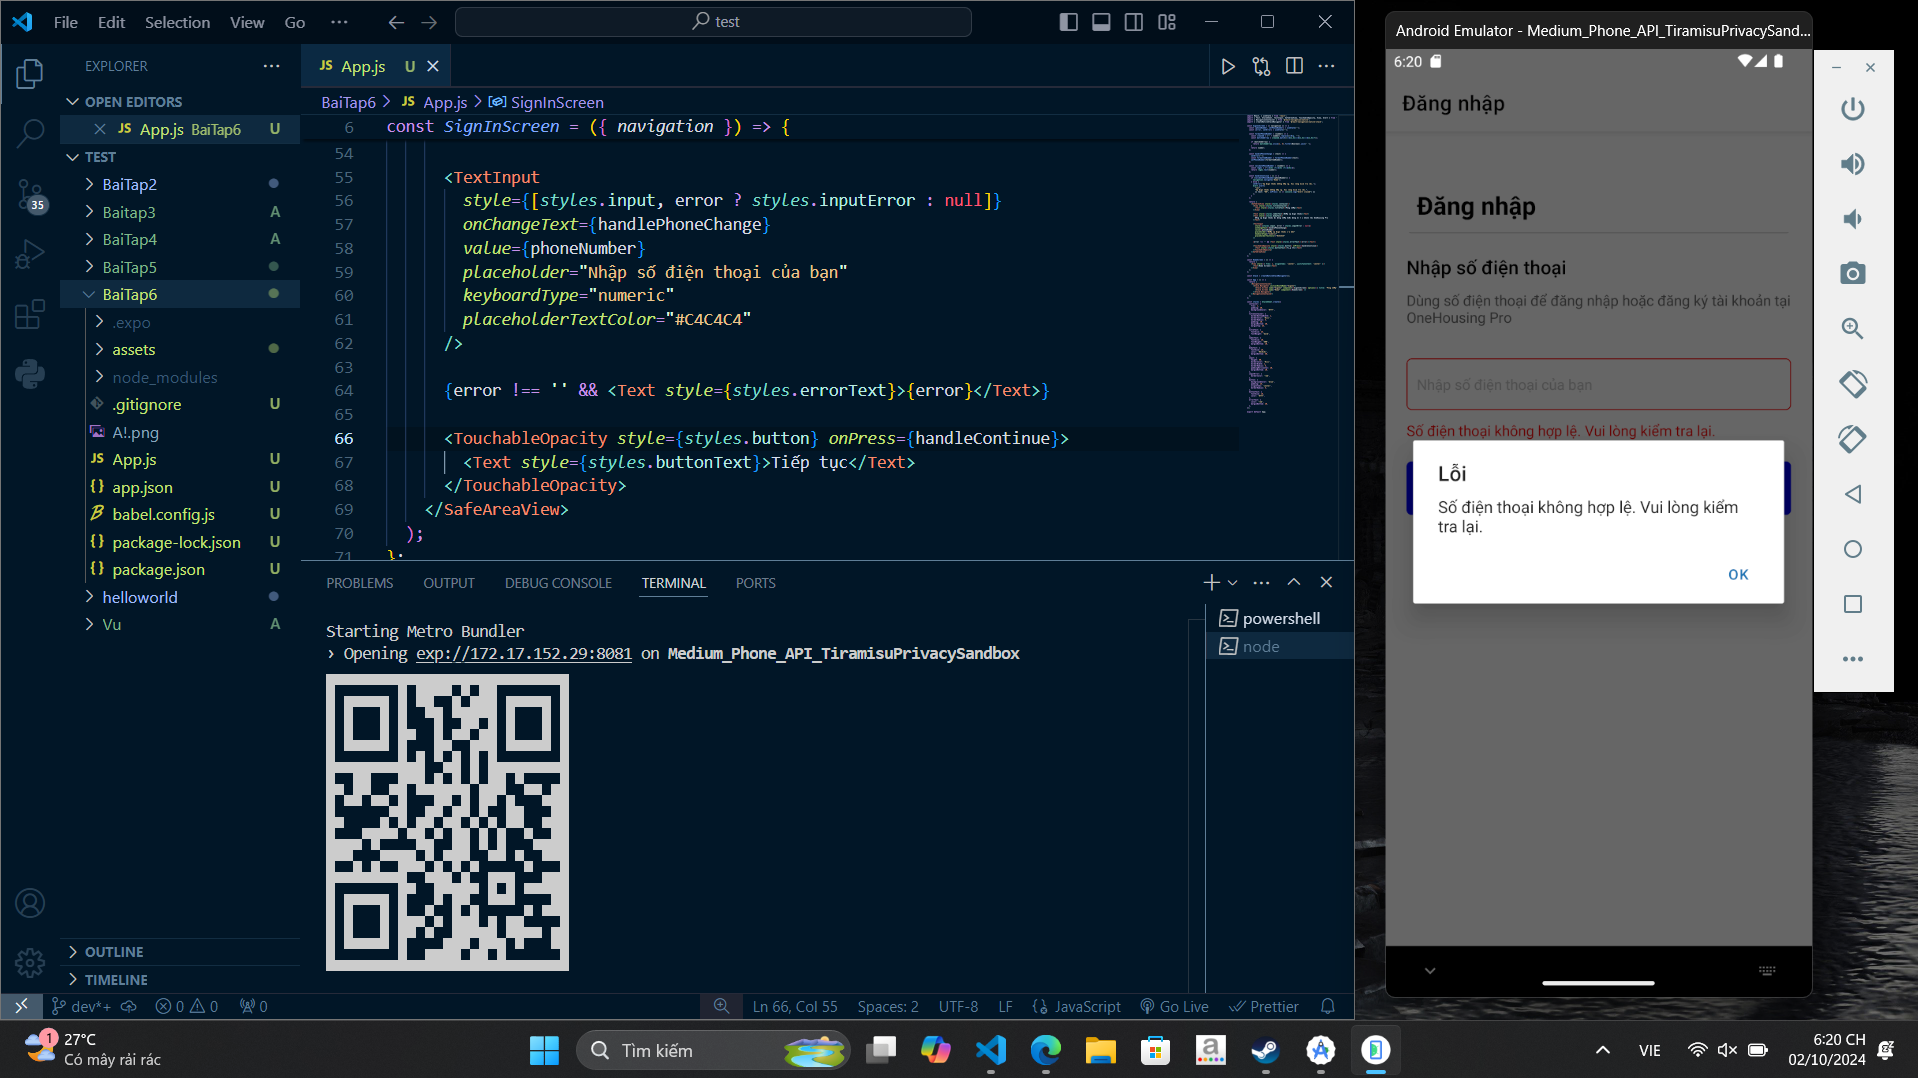 File Edit Selection View Go ··· test
EXPLORER
OPEN EDITORS
App.js BaiTap6 U
TEST
BaiTap2
Baitap3 A
BaiTap4 A
BaiTap5
BaiTap6
.expo
assets
node_modules
.gitignore U
A!.png
App.js U
app.json U
babel.config.js U
package-lock.json U
package.json U
helloworld
Vu A
OUTLINE
TIMELINE
35
JS App.js U
BaiTap6 > JS App.js > SignInScreen
6 const SignInScreen = ({ navigation }) => {
54
55 <TextInput
56 style={[styles.input, error ? styles.inputError : null]}
57 onChangeText={handlePhoneChange}
58 value={phoneNumber}
59 placeholder="Nhập số điện thoại của bạn"
60 keyboardType="numeric"
61 placeholderTextColor="#C4C4C4"
62 />
63
64 {error !== '' && <Text style={styles.errorText}>{error}</Text>}
65
66 <TouchableOpacity style={styles.button} onPress={handleContinue}>
67 <Text style={styles.buttonText}>Tiếp tục</Text>
68 </TouchableOpacity>
69 </SafeAreaView>
70 );
71 };
PROBLEMS OUTPUT DEBUG CONSOLE TERMINAL PORTS
Starting Metro Bundler
› Opening exp://172.17.152.29:8081 on Medium_Phone_API_TiramisuPrivacySandbox
powershell
node
dev*+ 0 0 0 Ln 66, Col 55 Spaces: 2 UTF-8 LF JavaScript Go Live Prettier
Android Emulator - Medium_Phone_API_TiramisuPrivacySand...
6:20
Đăng nhập
Đăng nhập
Nhập số điện thoại
Dùng số điện thoại để đăng nhập hoặc đăng ký tài khoản tại
OneHousing Pro
Nhập số điện thoại của bạn
Số điện thoại không hợp lệ. Vui lòng kiểm tra lại.
Lỗi
Số điện thoại không hợp lệ. Vui lòng kiểm
tra lại.
OK
1
27°C
Có mây rải rác
Tìm kiếm
VIE
6:20 CH
02/10/2024